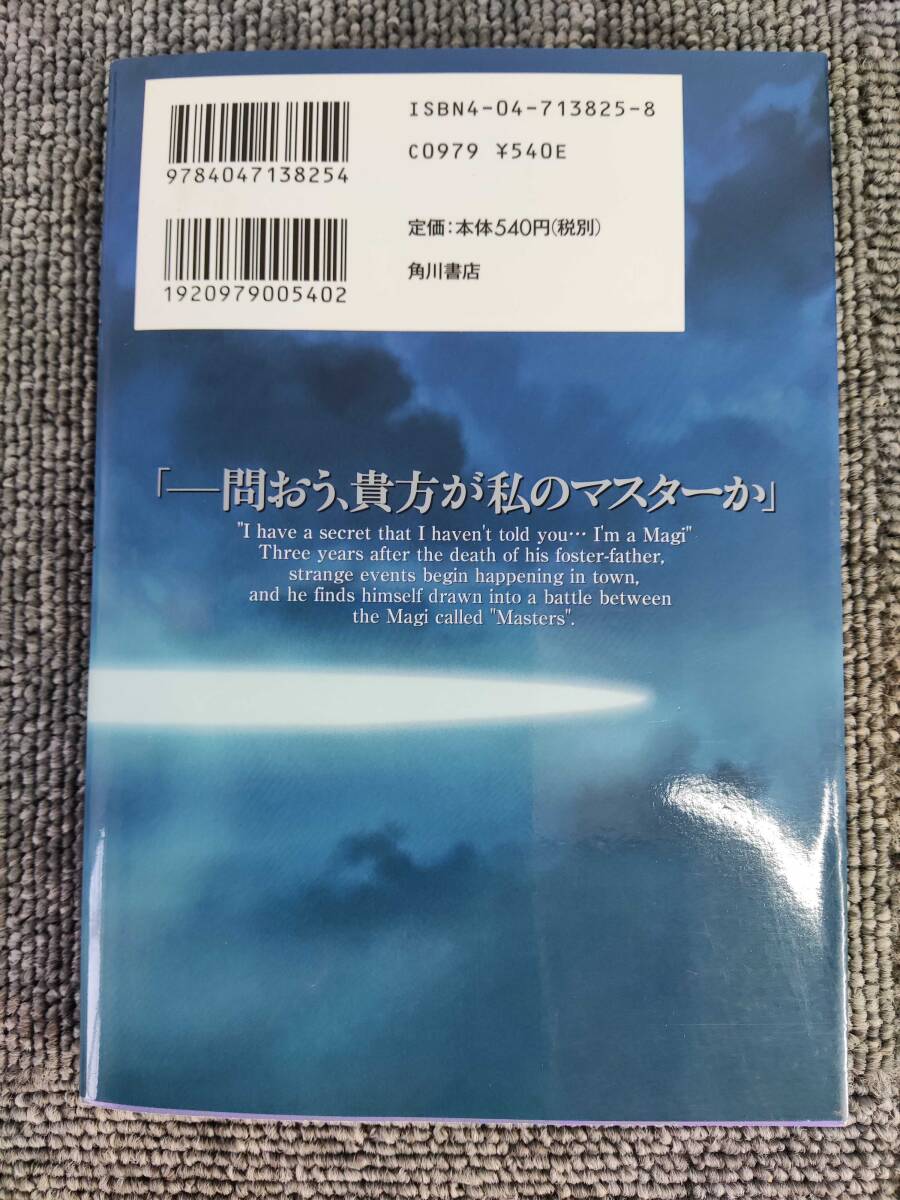 ISBN4-04-713825-8
C0979 ¥540E
9784047138254
定価：本体540円（税別）
角川書店
1920979005402
「―問おう、貴方が私のマスターか」
"I have a secret that I haven't told you… I'm a Magi"
Three years after the death of his foster-father,
strange events begin happening in town,
and he finds himself drawn into a battle between
the Magi called "Masters".